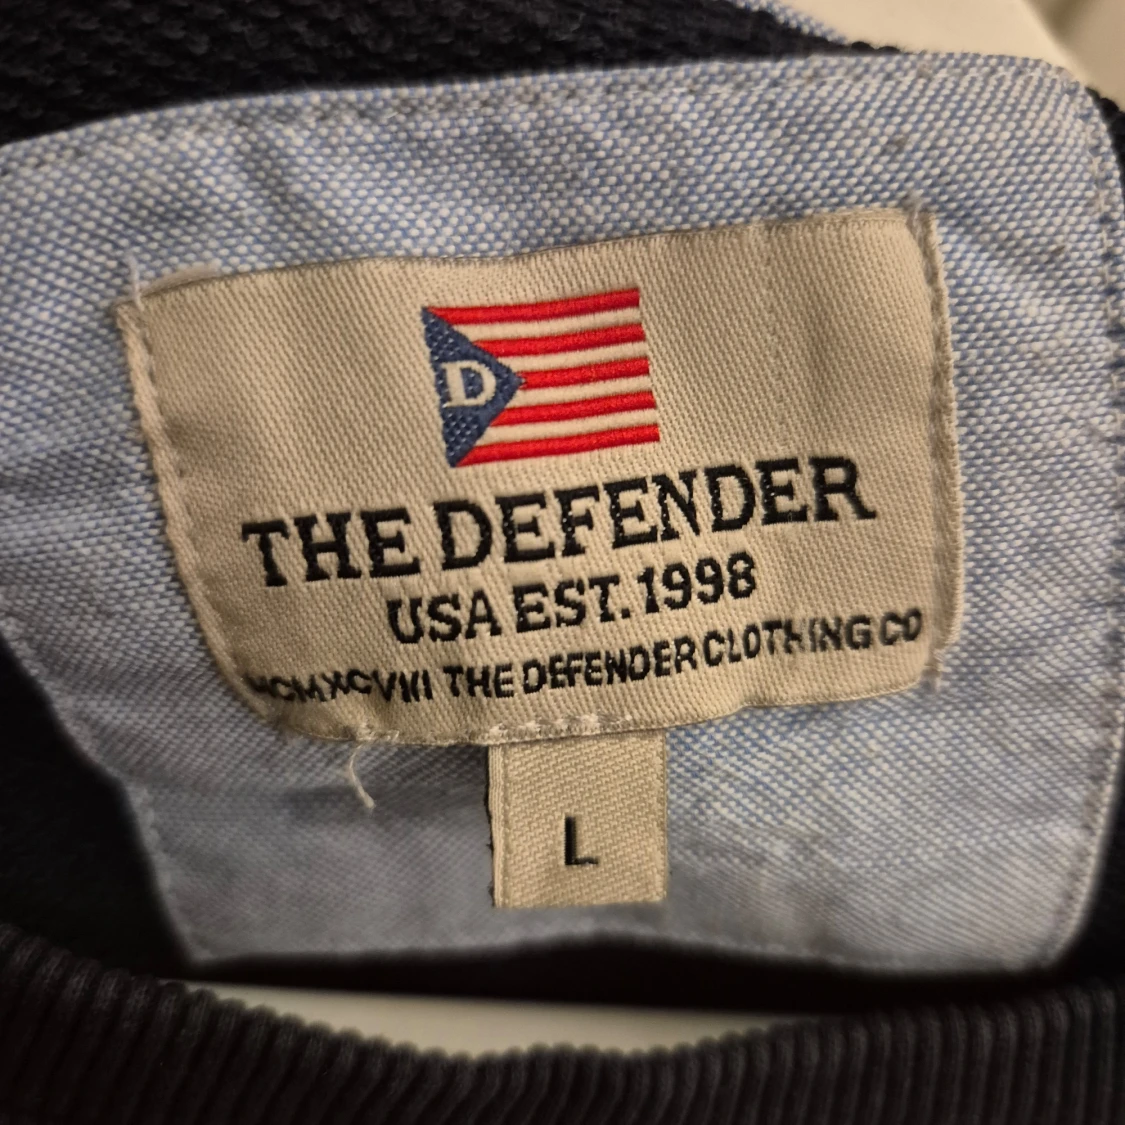 D
THE DEFENDER
USA EST. 1998
MCMXCVIII THE DEFENDER CLOTHING CO
L